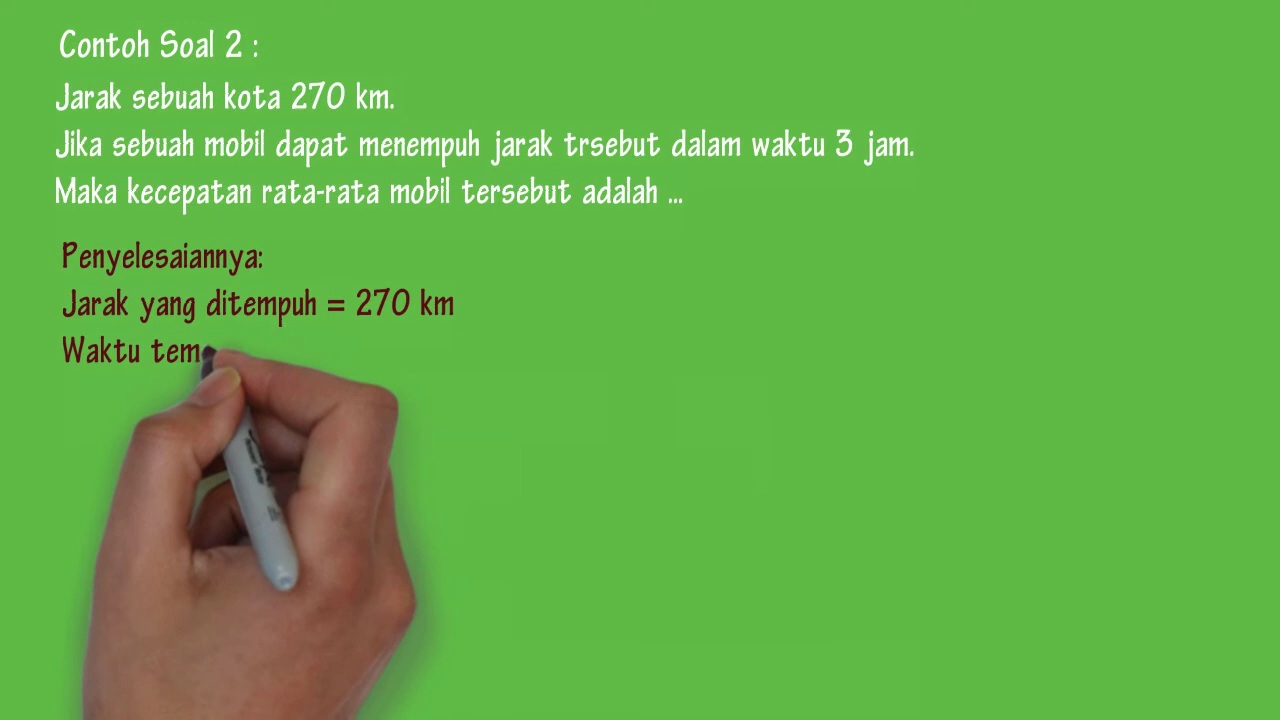 Contoh Soal 2 :
Jarak sebuah kota 270 km.
Jika sebuah mobil dapat menempuh jarak trsebut dalam waktu 3 jam.
Maka kecepatan rata-rata mobil tersebut adalah ...
Penyelesaiannya:
Jarak yang ditempuh = 270 km
Waktu tem